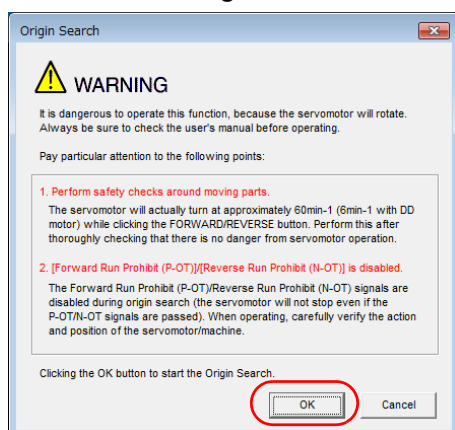 Origin Search
WARNING
It is dangerous to operate this function, because the servomotor will rotate.
Always be sure to check the user's manual before operating.
Pay particular attention to the following points:
1. Perform safety checks around moving parts.
The servomotor will actually turn at approximately 60min-1 (6min-1 with DD
motor) while clicking the FORWARD/REVERSE button. Perform this after
thoroughly checking that there is no danger from servomotor operation.
2. [Forward Run Prohibit (P-OT)]/[Reverse Run Prohibit (N-OT)] is disabled.
The Forward Run Prohibit (P-OT)/Reverse Run Prohibit (N-OT) signals are
disabled during origin search (the servomotor will not stop even if the
P-OT/N-OT signals are passed). When operating, carefully verify the action
and position of the servomotor/machine.
Clicking the OK button to start the Origin Search.
OK
Cancel